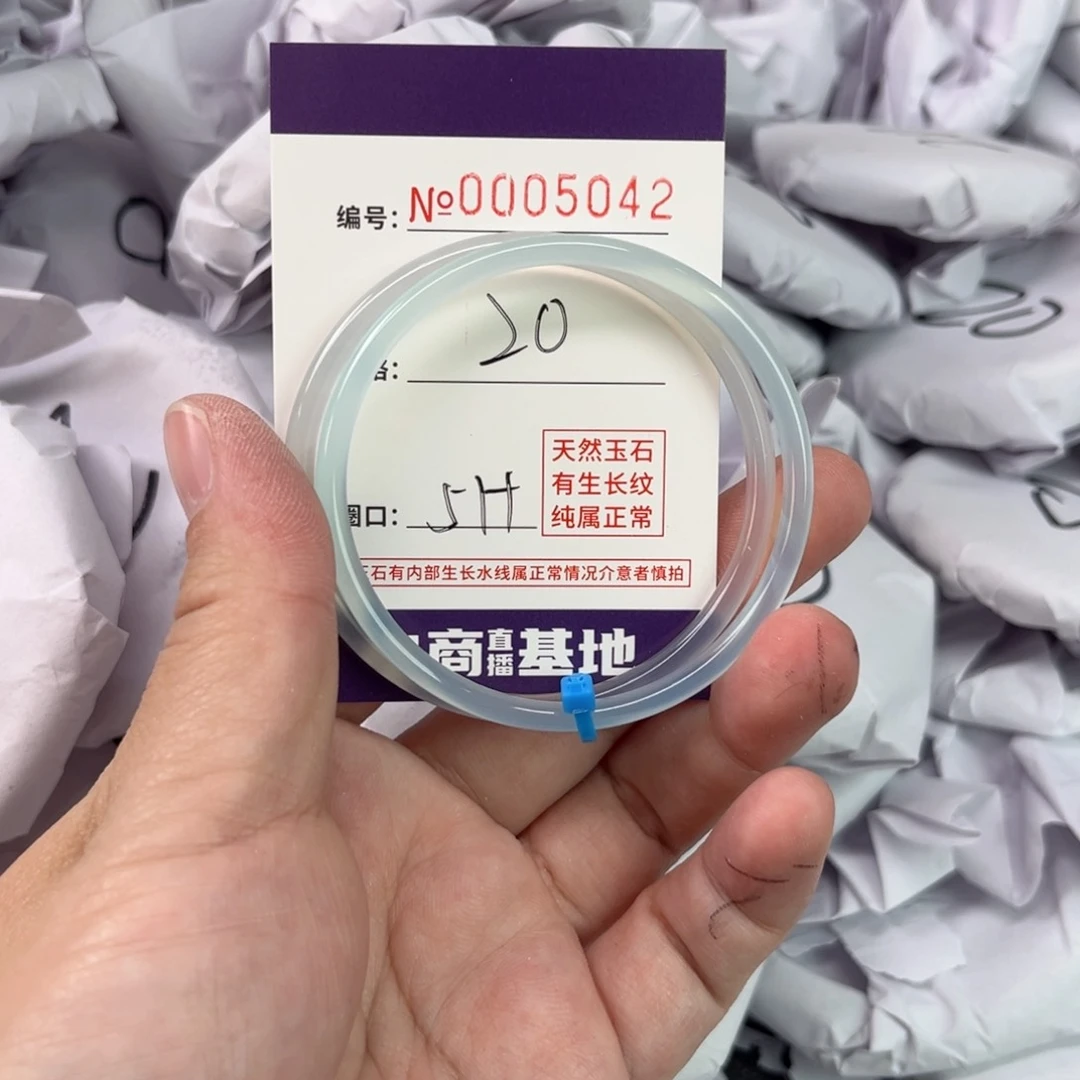 编号: №0005042
格: 20
圈口: 5H
天然玉石
有生长纹
纯属正常
玉石有内部生长水线属正常情况介意者慎拍
商直播基地